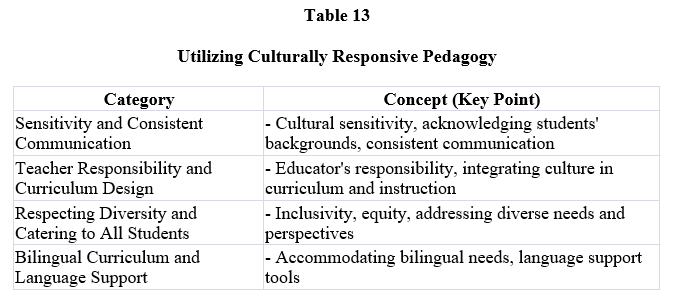 Table 13
Utilizing Culturally Responsive Pedagogy
Category
Concept (Key Point)
Sensitivity and Consistent
Communication
- Cultural sensitivity, acknowledging students'
backgrounds, consistent communication
Teacher Responsibility and
Curriculum Design
- Educator's responsibility, integrating culture in
curriculum and instruction
Respecting Diversity and
Catering to All Students
- Inclusivity, equity, addressing diverse needs and
perspectives
Bilingual Curriculum and
Language Support
- Accommodating bilingual needs, language support
tools